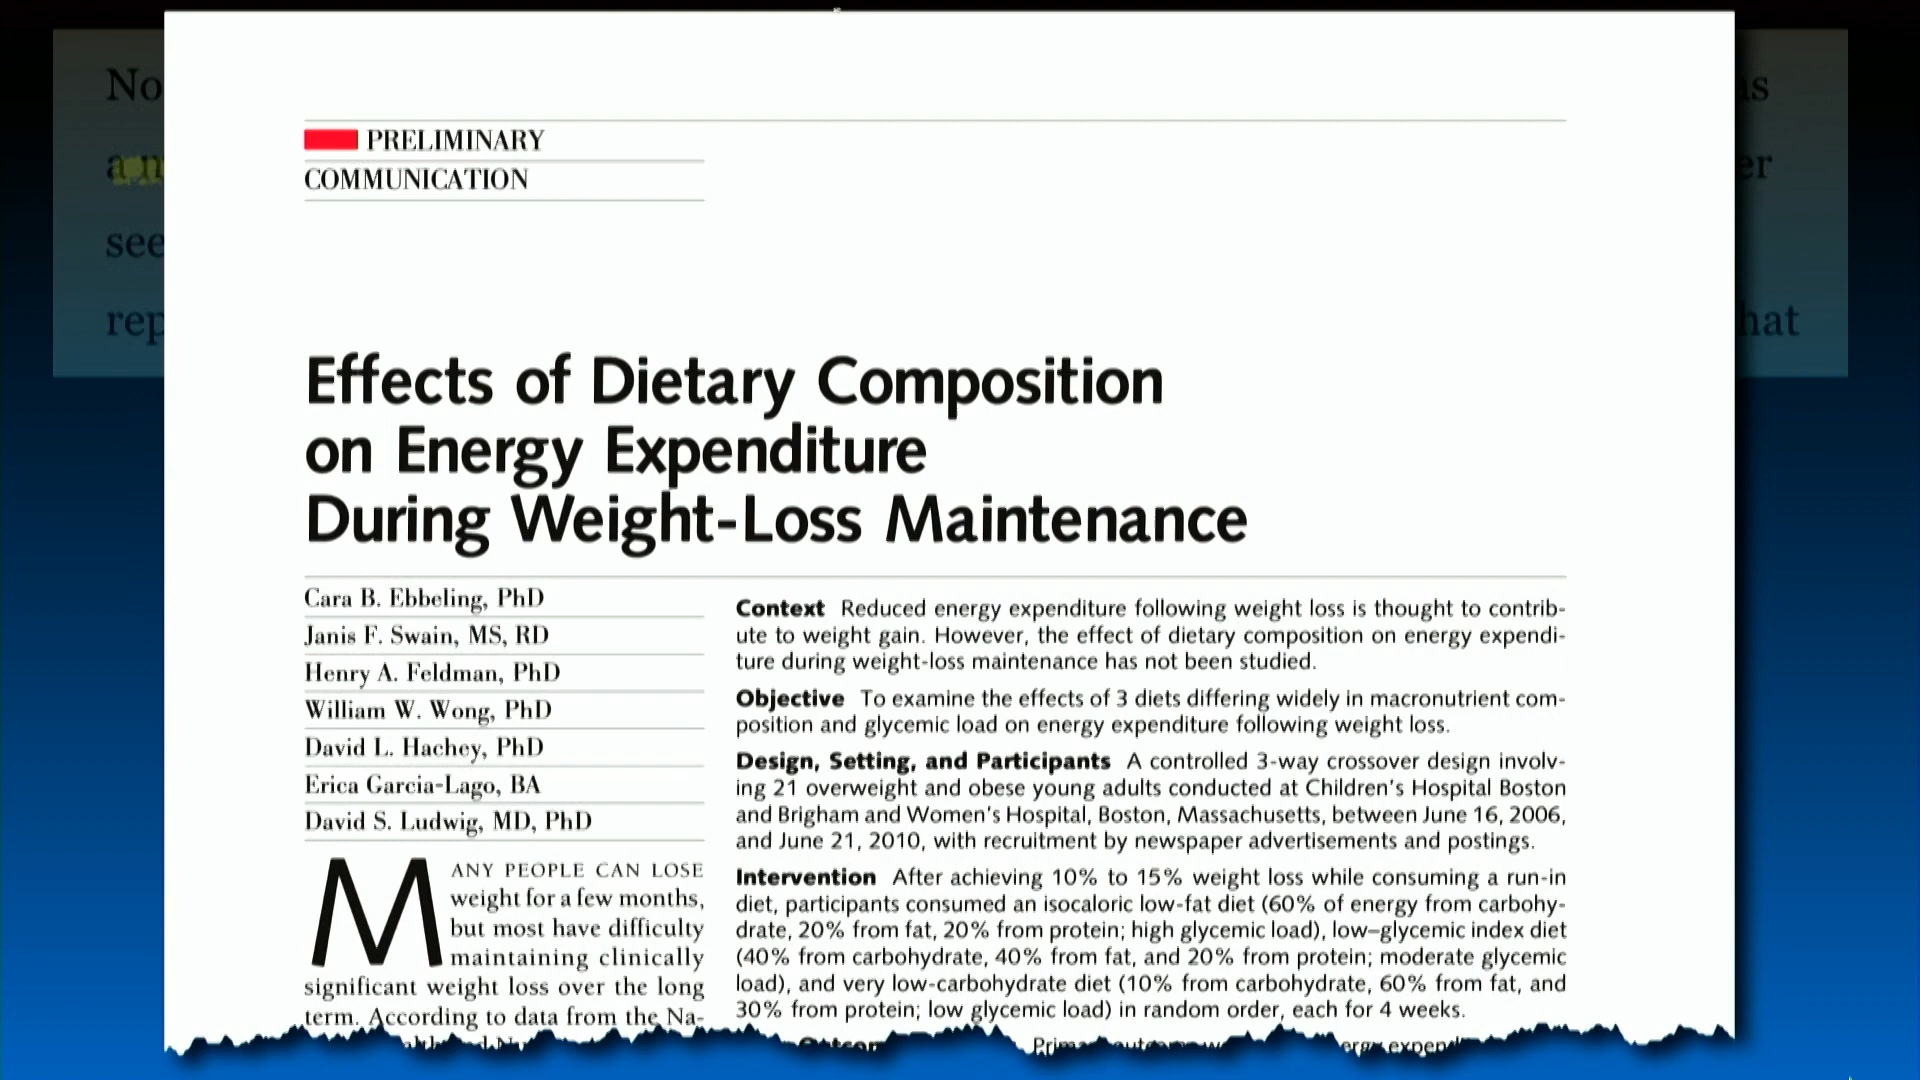 No
as
a n
er
see
rep
hat
PRELIMINARY
COMMUNICATION
Effects of Dietary Composition
on Energy Expenditure
During Weight-Loss Maintenance
Cara B. Ebbeling, PhD
Janis F. Swain, MS, RD
Henry A. Feldman, PhD
William W. Wong, PhD
David L. Hachey, PhD
Erica Garcia-Lago, BA
David S. Ludwig, MD, PhD
MANY PEOPLE CAN LOSE
weight for a few months,
but most have difficulty
maintaining clinically
significant weight loss over the long
term. According to data from the Na-
Context Reduced energy expenditure following weight loss is thought to contrib-
ute to weight gain. However, the effect of dietary composition on energy expendi-
ture during weight-loss maintenance has not been studied.
Objective To examine the effects of 3 diets differing widely in macronutrient com-
position and glycemic load on energy expenditure following weight loss.
Design, Setting, and Participants A controlled 3-way crossover design involv-
ing 21 overweight and obese young adults conducted at Children's Hospital Boston
and Brigham and Women's Hospital, Boston, Massachusetts, between June 16, 2006,
and June 21, 2010, with recruitment by newspaper advertisements and postings.
Intervention After achieving 10% to 15% weight loss while consuming a run-in
diet, participants consumed an isocaloric low-fat diet (60% of energy from carbohy-
drate, 20% from fat, 20% from protein; high glycemic load), low–glycemic index diet
(40% from carbohydrate, 40% from fat, and 20% from protein; moderate glycemic
load), and very low-carbohydrate diet (10% from carbohydrate, 60% from fat, and
30% from protein; low glycemic load) in random order, each for 4 weeks.